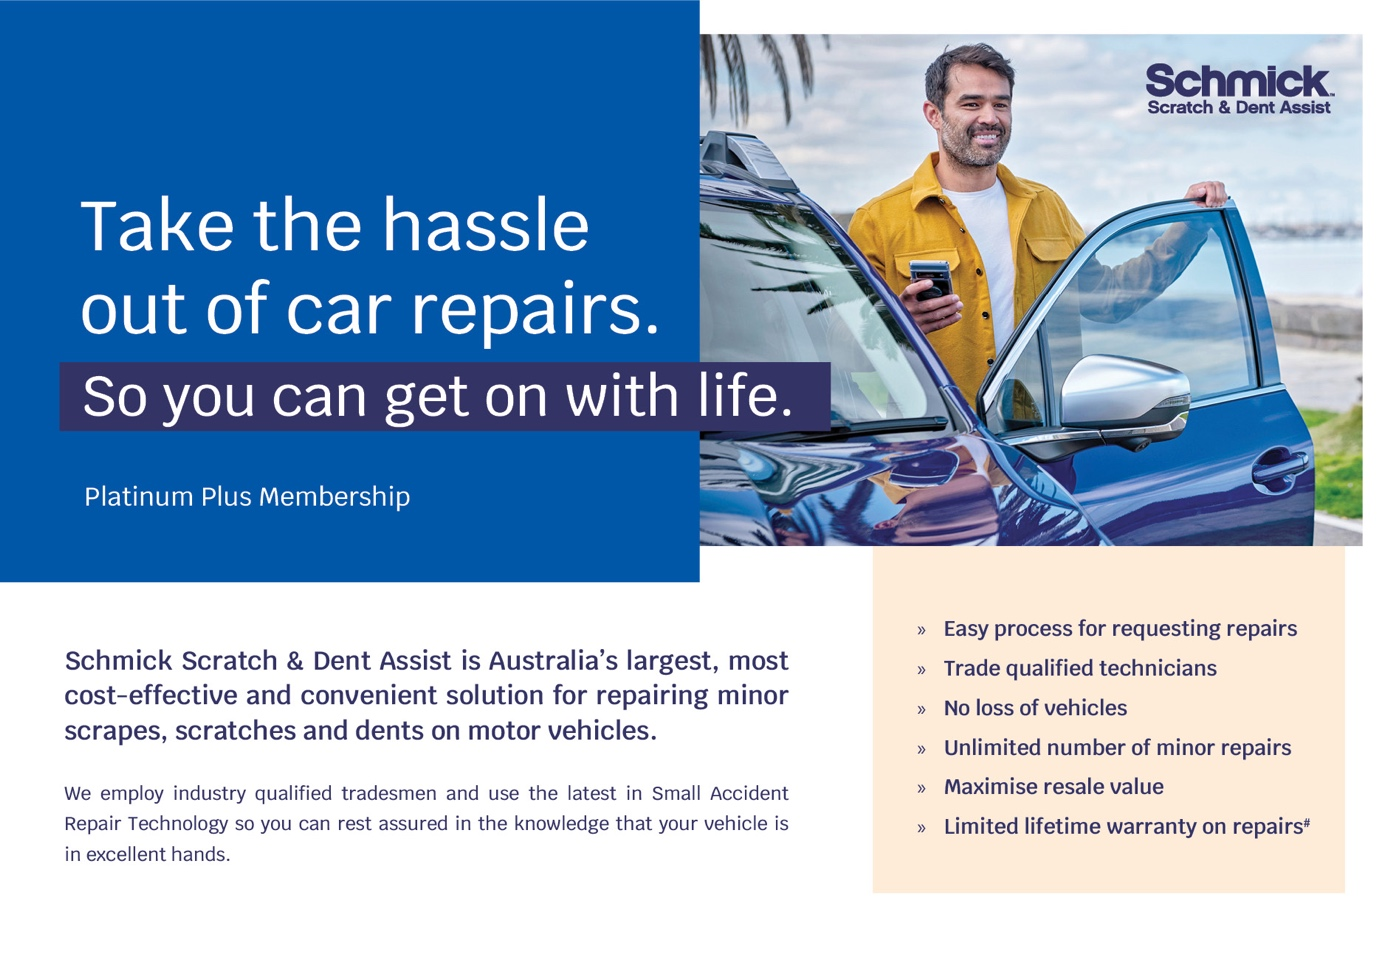 Schmick™
Scratch & Dent Assist
Take the hassle
out of car repairs.
So you can get on with life.
Platinum Plus Membership
Schmick Scratch & Dent Assist is Australia’s largest, most
cost-effective and convenient solution for repairing minor
scrapes, scratches and dents on motor vehicles.
We employ industry qualified tradesmen and use the latest in Small Accident
Repair Technology so you can rest assured in the knowledge that your vehicle is
in excellent hands.
» Easy process for requesting repairs
» Trade qualified technicians
» No loss of vehicles
» Unlimited number of minor repairs
» Maximise resale value
» Limited lifetime warranty on repairs#